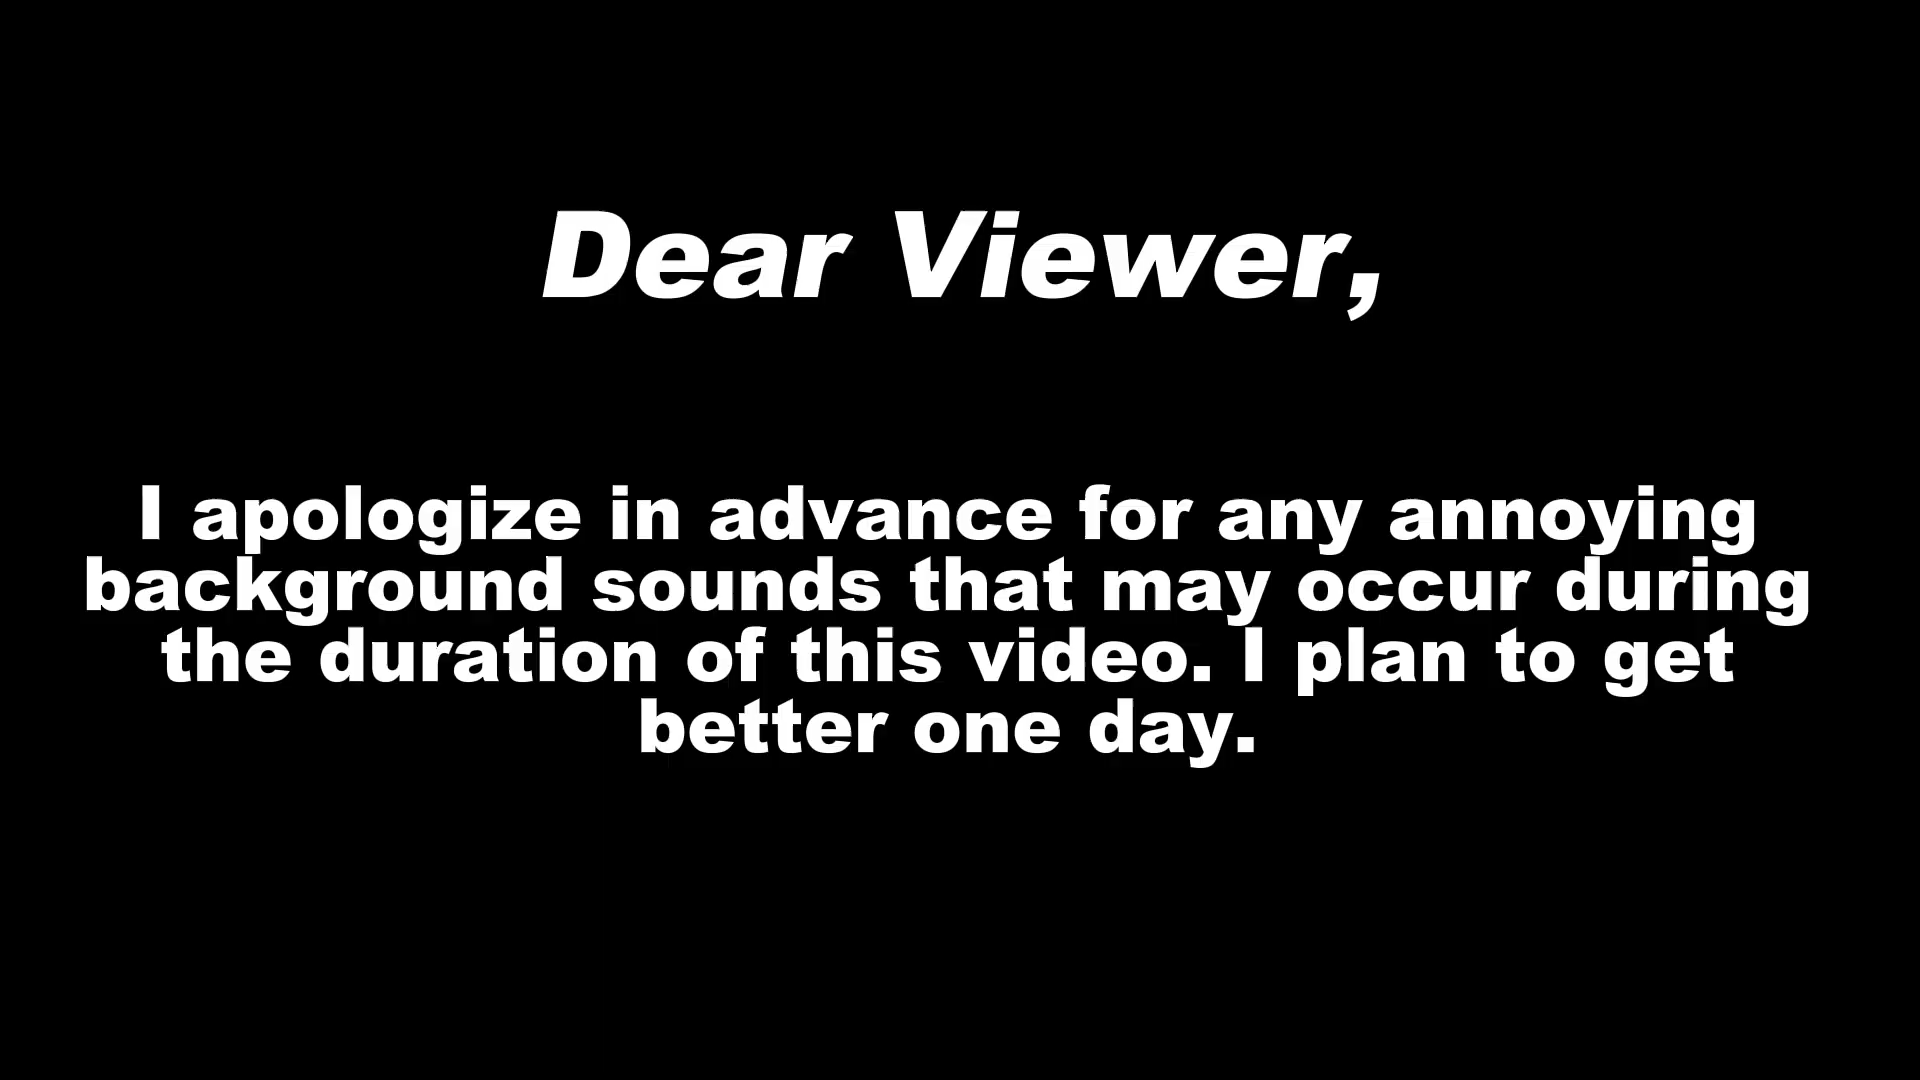 Dear Viewer,
I apologize in advance for any annoying
background sounds that may occur during
the duration of this video. I plan to get
better one day.